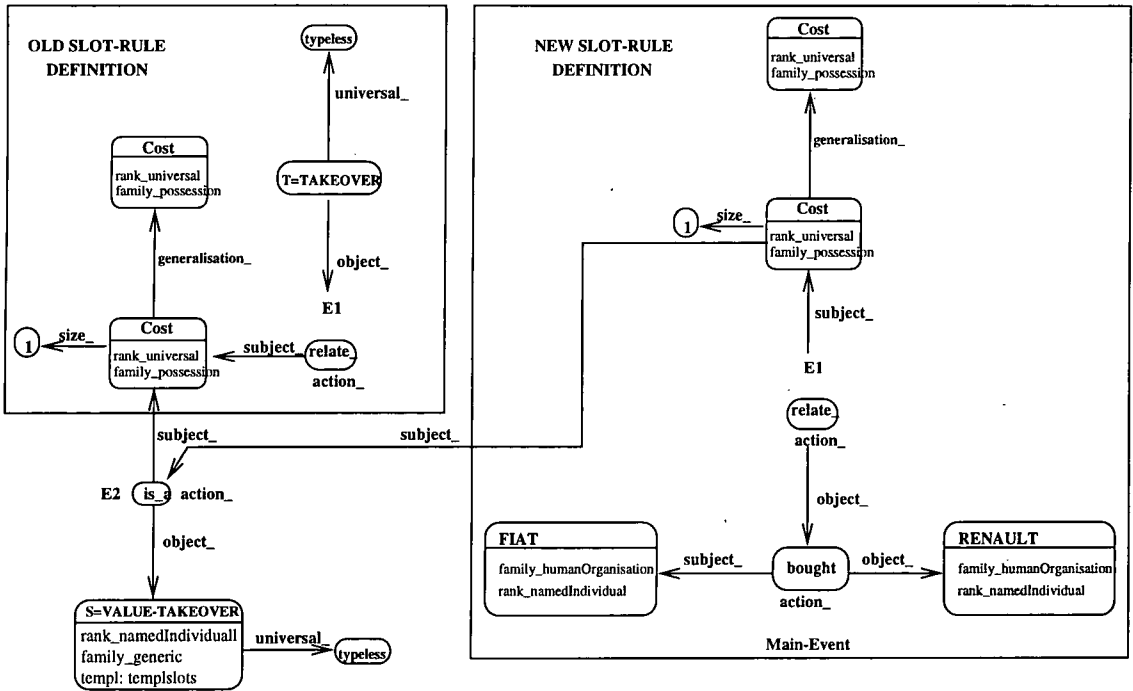 OLD SLOT-RULE
DEFINITION
typeless
universal_
Cost
rank_universal
family_possession
T=TAKEOVER
generalisation_
object_
E1
1
size_
Cost
rank_universal
family_possession
subject_
relate_
action_
subject_
E2
is_a
action_
object_
S=VALUE-TAKEOVER
rank_namedIndividuall
family_generic
templ: templslots
universal_
typeless
NEW SLOT-RULE
DEFINITION
Cost
rank_universal
family_possession
generalisation_
1
size_
Cost
rank_universal
family_possession
subject_
E1
subject_
relate_
action_
object_
FIAT
family_humanOrganisation
rank_namedIndividual
subject_
bought
action_
object_
RENAULT
family_humanOrganisation
rank_namedIndividual
Main-Event